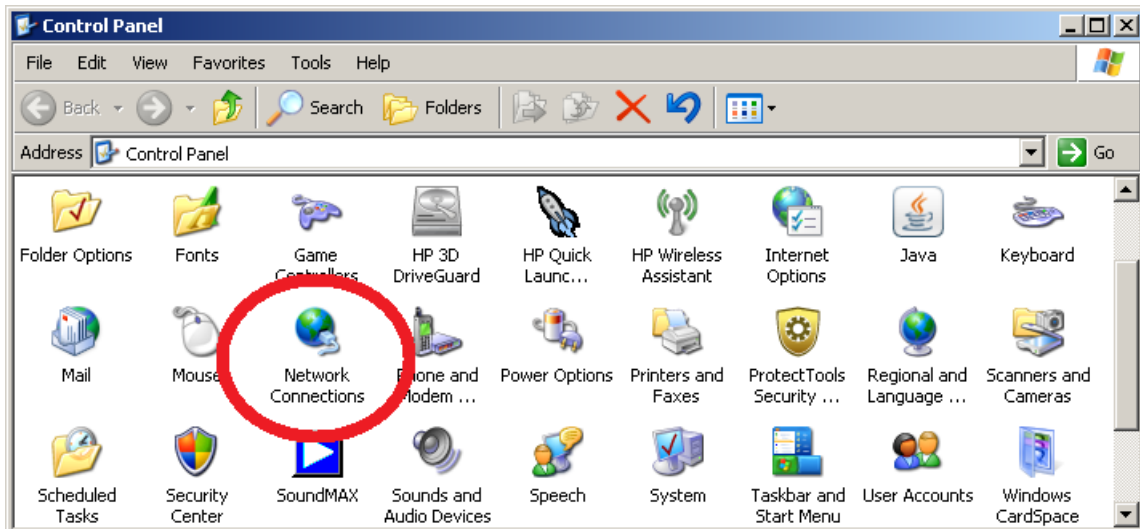 Control Panel
File Edit View Favorites Tools Help
Back Search Folders
Address Control Panel Go
Folder Options Fonts Game Controllers HP 3D DriveGuard HP Quick Launc... HP Wireless Assistant Internet Options Java Keyboard
Mail Mouse Network Connections Phone and Modem ... Power Options Printers and Faxes ProtectTools Security ... Regional and Language ... Scanners and Cameras
Scheduled Tasks Security Center SoundMAX Sounds and Audio Devices Speech System Taskbar and Start Menu User Accounts Windows CardSpace